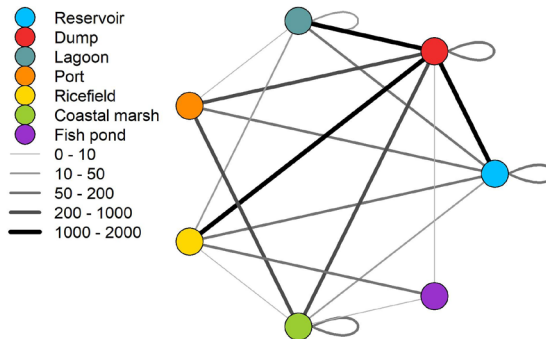 Reservoir
Dump
Lagoon
Port
Ricefield
Coastal marsh
Fish pond
0 - 10
10 - 50
50 - 200
200 - 1000
1000 - 2000